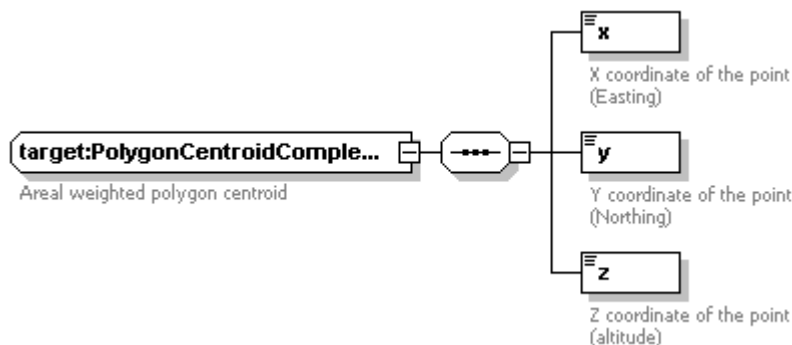 x
X coordinate of the point
(Easting)
target:PolygonCentroidComple...
Areal weighted polygon centroid
y
Y coordinate of the point
(Northing)
z
Z coordinate of the point
(altitude)